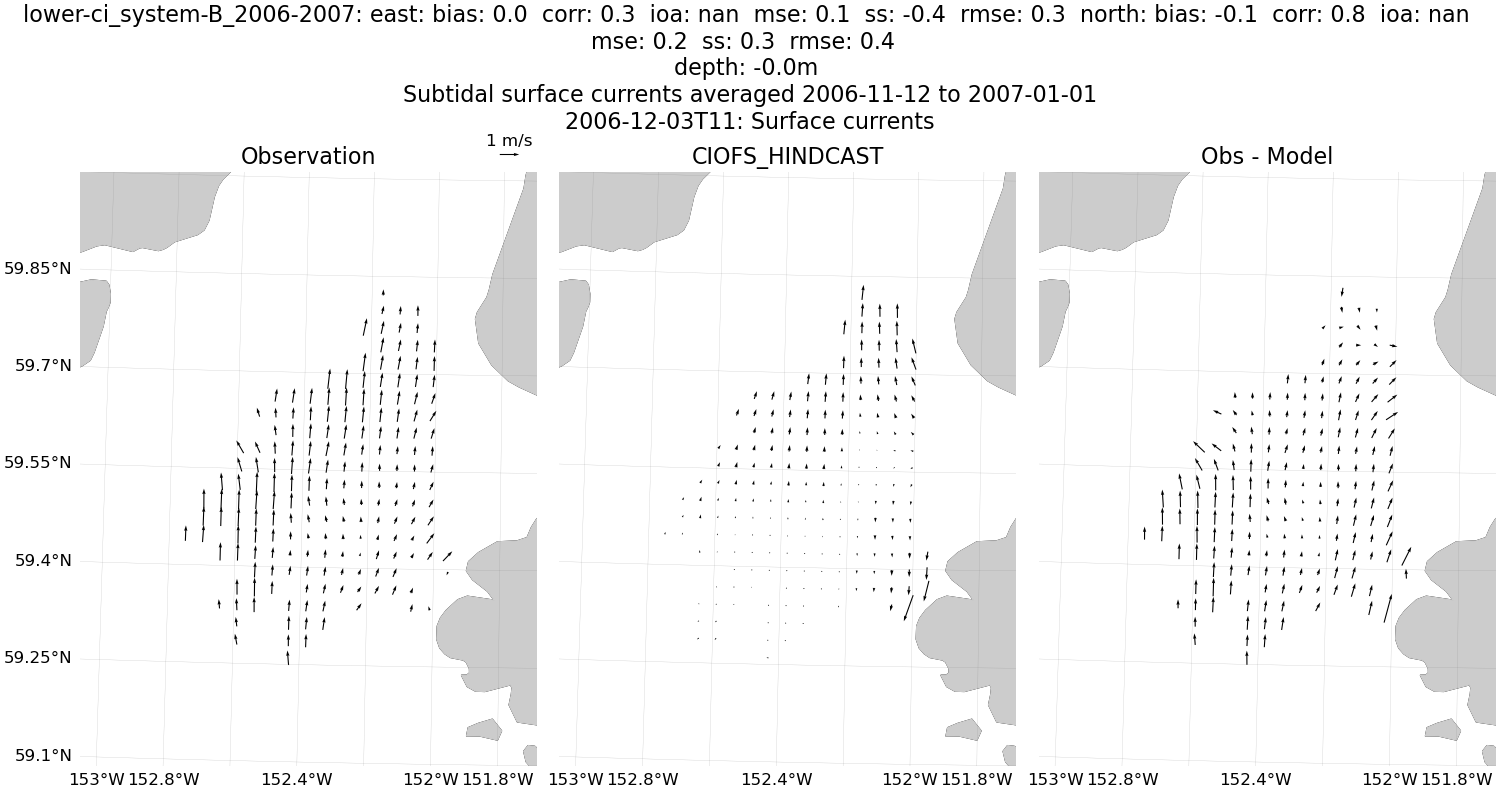 lower-ci_system-B_2006-2007: east: bias: 0.0  corr: 0.3  ioa: nan  mse: 0.1  ss: -0.4  rmse: 0.3  north: bias: -0.1  corr: 0.8  ioa: nan
mse: 0.2  ss: 0.3  rmse: 0.4
depth: -0.0m
Subtidal surface currents averaged 2006-11-12 to 2007-01-01
2006-12-03T11: Surface currents
1 m/s
Observation
CIOFS_HINDCAST
Obs - Model
59.85°N
59.7°N
59.55°N
59.4°N
59.25°N
59.1°N
153°W 152.8°W 152.4°W 152°W 151.8°W
153°W 152.8°W 152.4°W 152°W 151.8°W
153°W 152.8°W 152.4°W 152°W 151.8°W